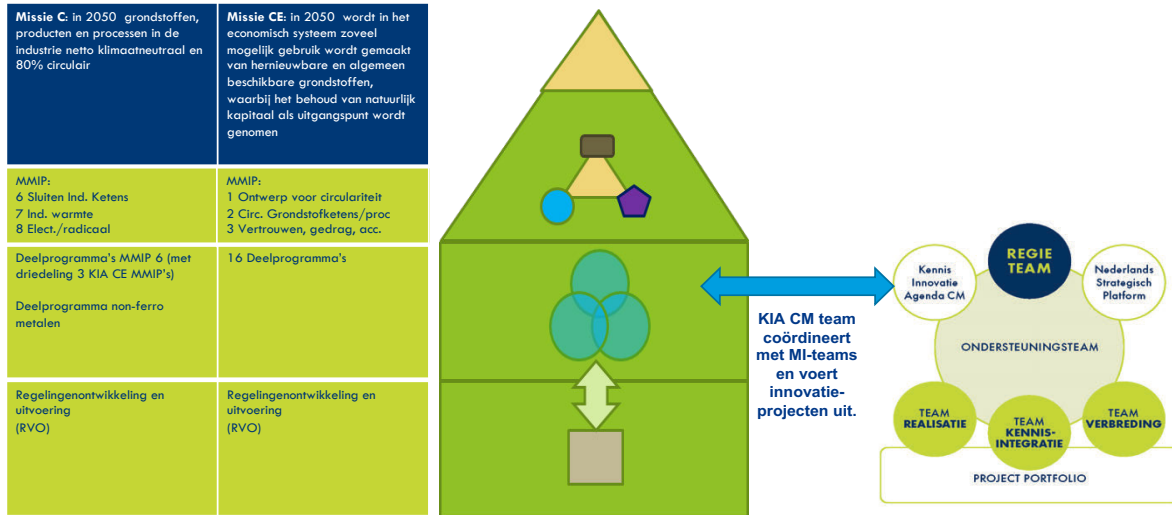 Missie C: in 2050 grondstoffen,
producten en processen in de
industrie netto klimaatneutraal en
80% circulair
Missie CE: in 2050 wordt in het
economisch systeem zoveel
mogelijk gebruik wordt gemaakt
van hernieuwbare en algemeen
beschikbare grondstoffen,
waarbij het behoud van natuurlijk
kapitaal als uitgangspunt wordt
genomen
MMIP:
6 Sluiten Ind. Ketens
7 Ind. warmte
8 Elect./radicaal
MMIP:
1 Ontwerp voor circulariteit
2 Circ. Grondstofketens/proc
3 Vertrouwen, gedrag, acc.
Deelprogramma's MMIP 6 (met
driedeling 3 KIA CE MMIP's)
Deelprogramma non-ferro
metalen
16 Deelprogramma's
Regelingenontwikkeling en
uitvoering
(RVO)
Regelingenontwikkeling en
uitvoering
(RVO)
KIA CM team
coördineert
met MI-teams
en voert
innovatie-
projecten uit.
REGIE
TEAM
Kennis
Innovatie
Agenda CM
Nederlands
Strategisch
Platform
ONDERSTEUNINGSTEAM
TEAM
REALISATIE
TEAM
KENNIS-
INTEGRATIE
TEAM
VERBREDING
PROJECT PORTFOLIO